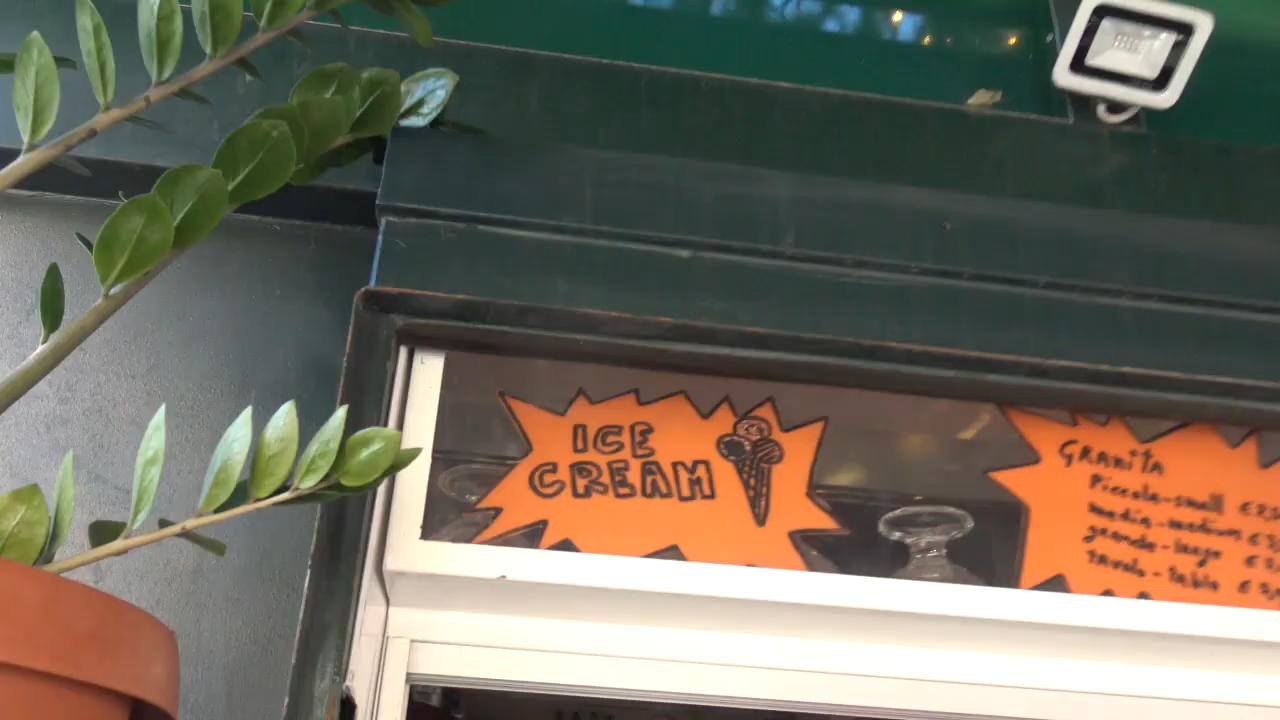 ICE
CREAM
GRANITA
Piccola-small €
media-medium €
grande-large €
tavolo-table €